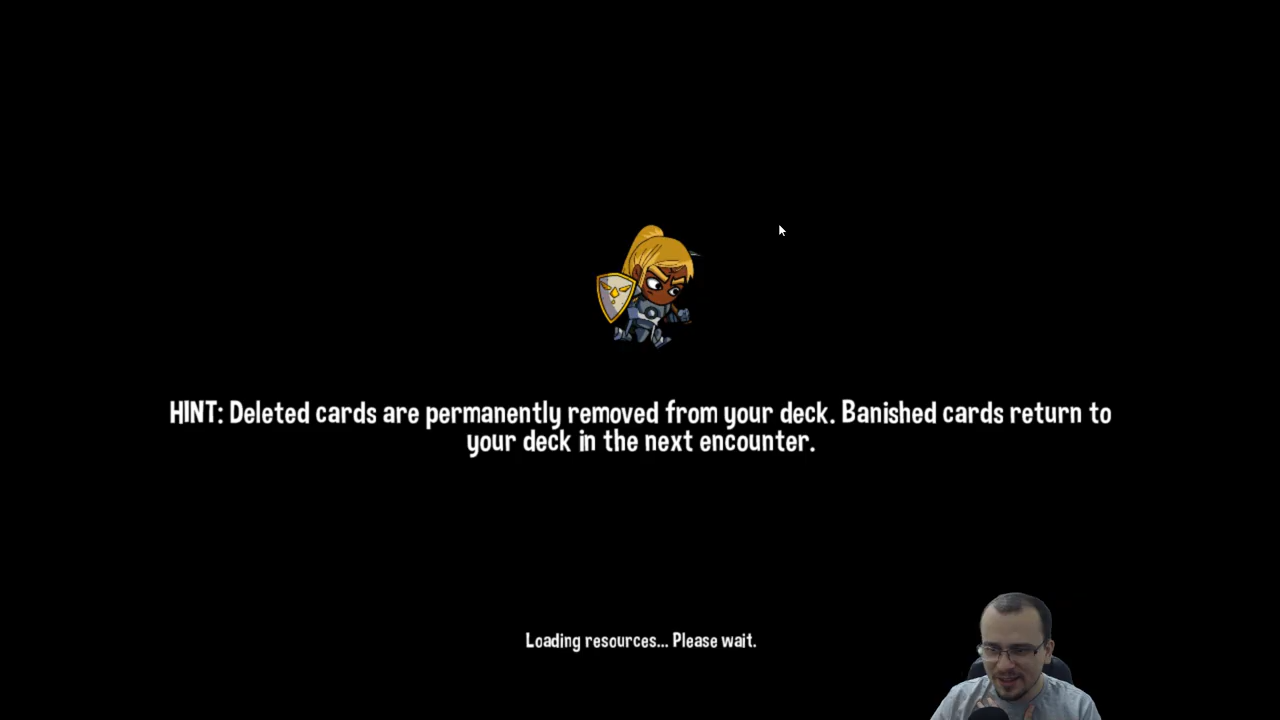 HINT: Deleted cards are permanently removed from your deck. Banished cards return to
your deck in the next encounter.
Loading resources... Please wait.